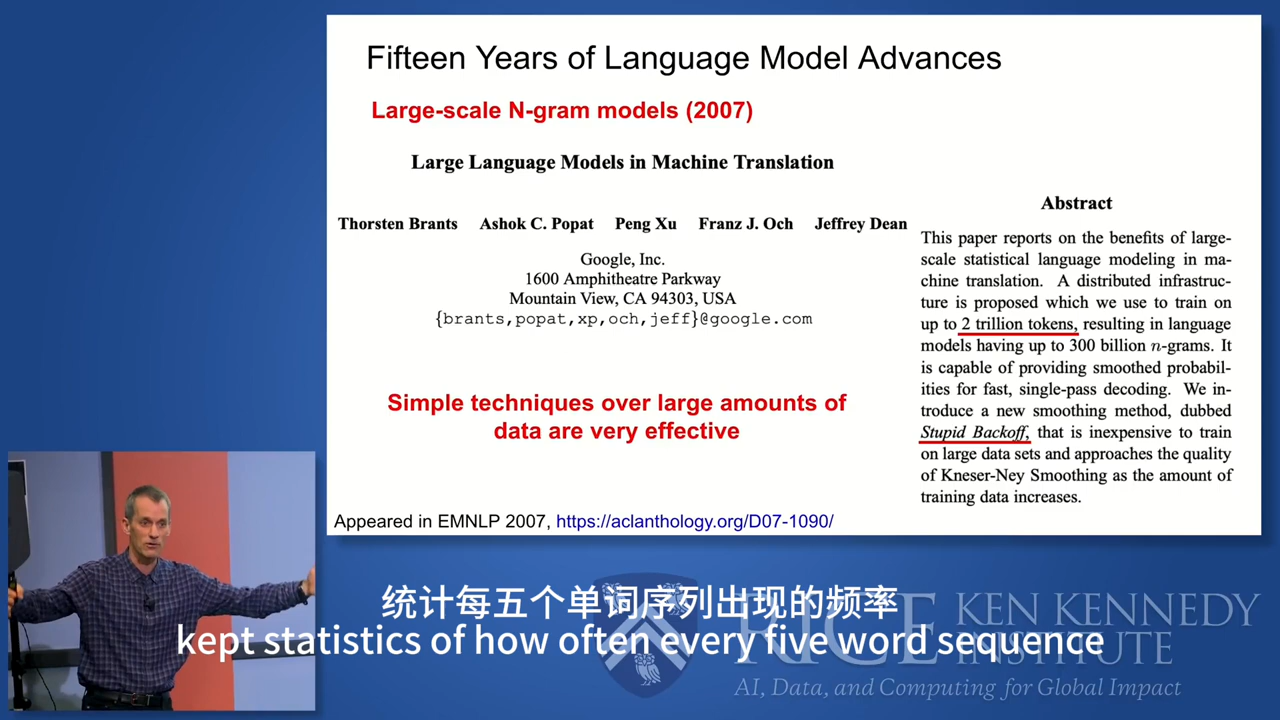 Fifteen Years of Language Model Advances
Large-scale N-gram models (2007)
Large Language Models in Machine Translation
Thorsten Brants Ashok C. Popat Peng Xu Franz J. Och Jeffrey Dean
Google, Inc.
1600 Amphitheatre Parkway
Mountain View, CA 94303, USA
{brants,popat,xp,och,jeff}@google.com
Simple techniques over large amounts of
data are very effective
Abstract
This paper reports on the benefits of large-
scale statistical language modeling in ma-
chine translation. A distributed infrastruc-
ture is proposed which we use to train on
up to 2 trillion tokens, resulting in language
models having up to 300 billion n-grams. It
is capable of providing smoothed probabil-
ities for fast, single-pass decoding. We in-
troduce a new smoothing method, dubbed
Stupid Backoff, that is inexpensive to train
on large data sets and approaches the quality
of Kneser-Ney Smoothing as the amount of
training data increases.
Appeared in EMNLP 2007, https://aclanthology.org/D07-1090/
统计每五个单词序列出现的频率
kept statistics of how often every five word sequence
RICE KEN KENNEDY
INSTITUTE
AI, Data, and Computing for Global Impact